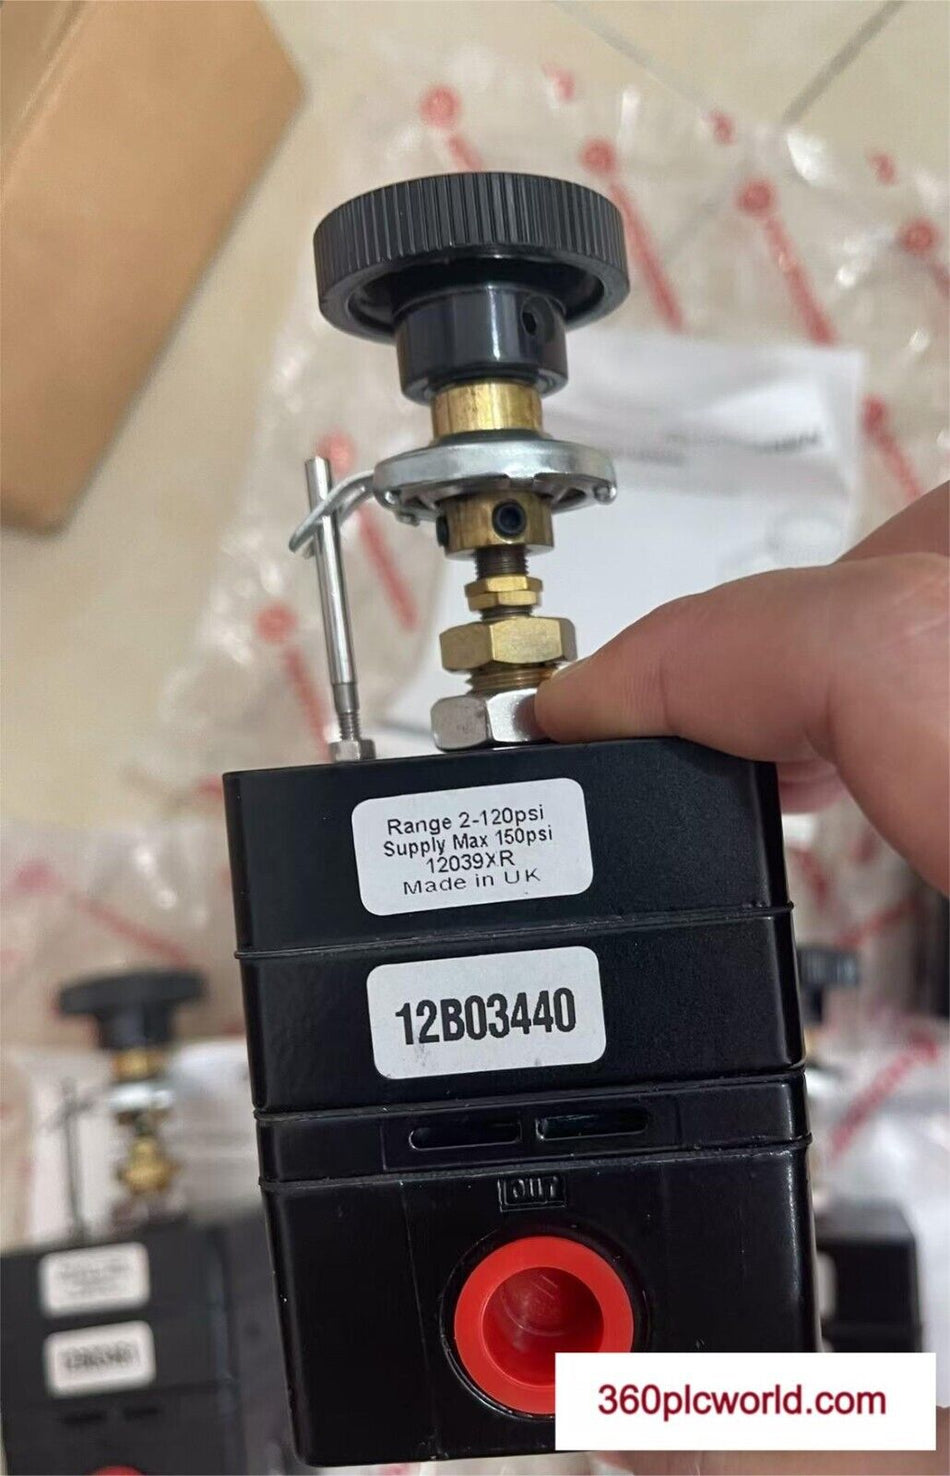 Range 2-120psi
Supply Max 150psi
12039XR
Made in UK
12B03440
OUT
360plcworld.com